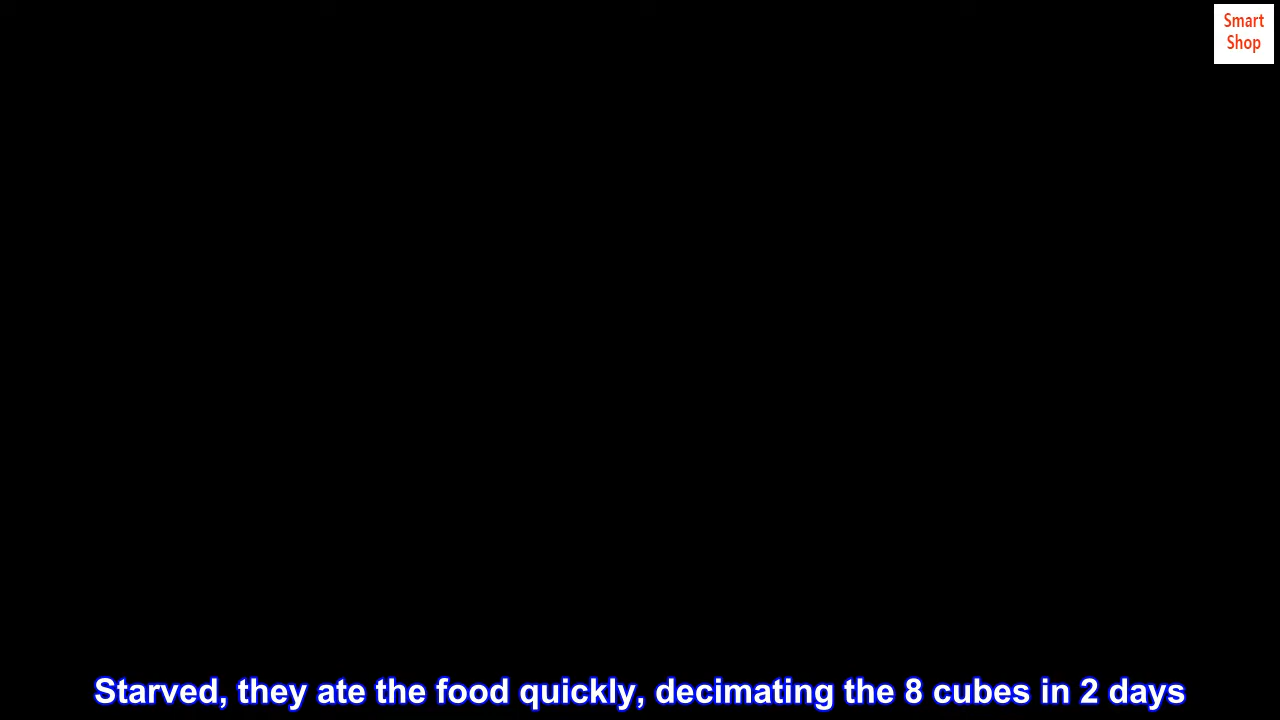 Smart
Shop
Starved, they ate the food quickly, decimating the 8 cubes in 2 days